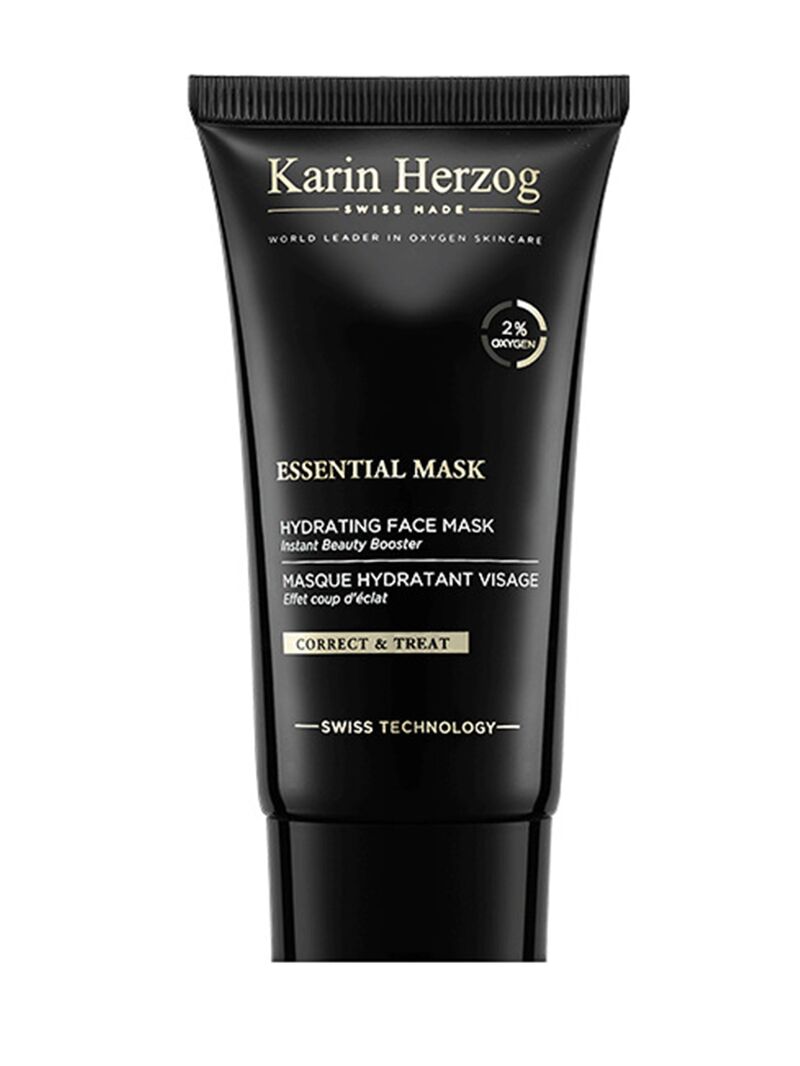 Karin Herzog
SWISS MADE
WORLD LEADER IN OXYGEN SKINCARE
2%
OXYGEN
ESSENTIAL MASK
HYDRATING FACE MASK
Instant Beauty Booster
MASQUE HYDRATANT VISAGE
Effet coup d'éclat
CORRECT & TREAT
SWISS TECHNOLOGY